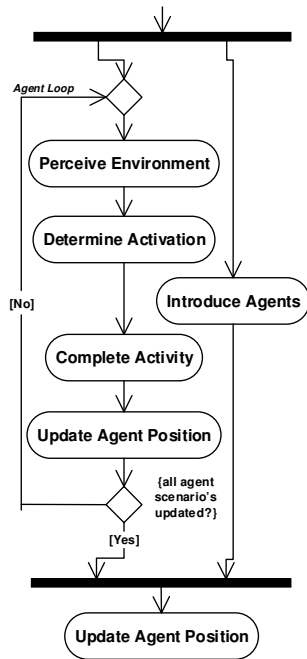 Agent Loop
Perceive Environment
Determine Activation
[No]
Introduce Agents
Complete Activity
Update Agent Position
{all agent
scenario's
updated?}
[Yes]
Update Agent Position